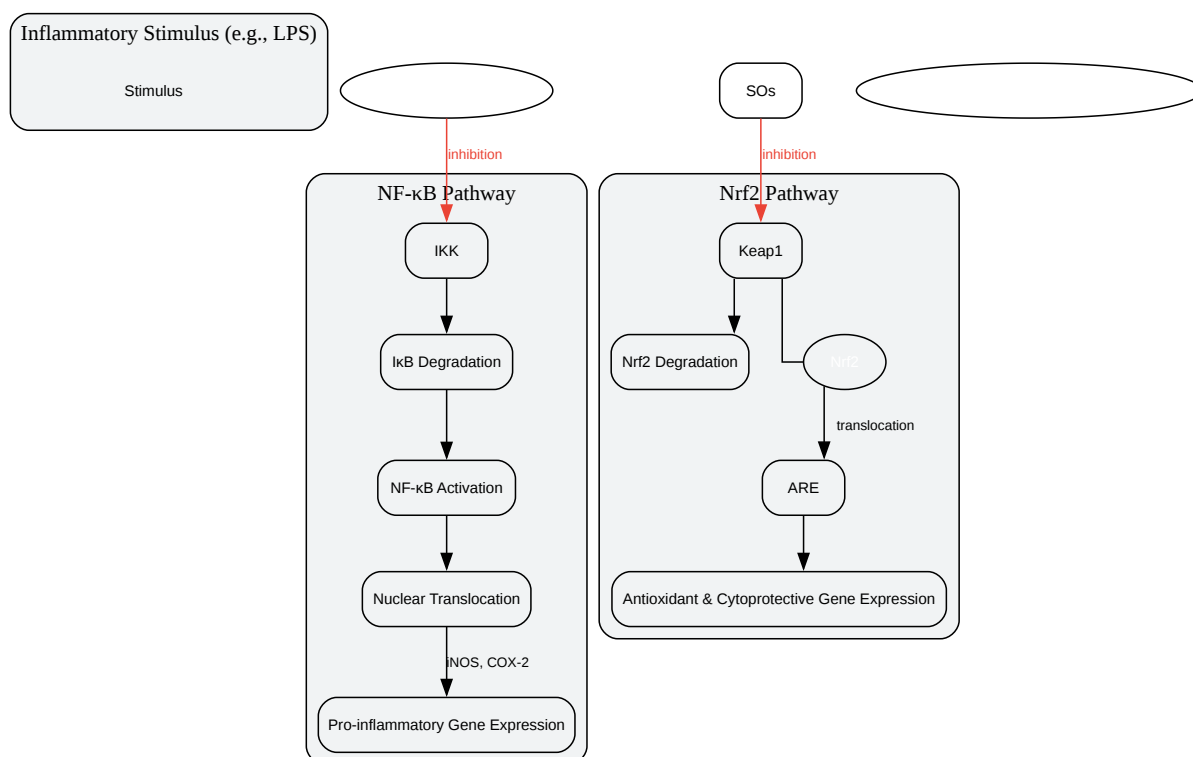 Inflammatory Stimulus (e.g., LPS)
Stimulus
SOs
inhibition
inhibition
NF-κB Pathway
Nrf2 Pathway
IKK
Keap1
IκB Degradation
Nrf2 Degradation
Nrf2
translocation
NF-κB Activation
ARE
Nuclear Translocation
Antioxidant & Cytoprotective Gene Expression
iNOS, COX-2
Pro-inflammatory Gene Expression